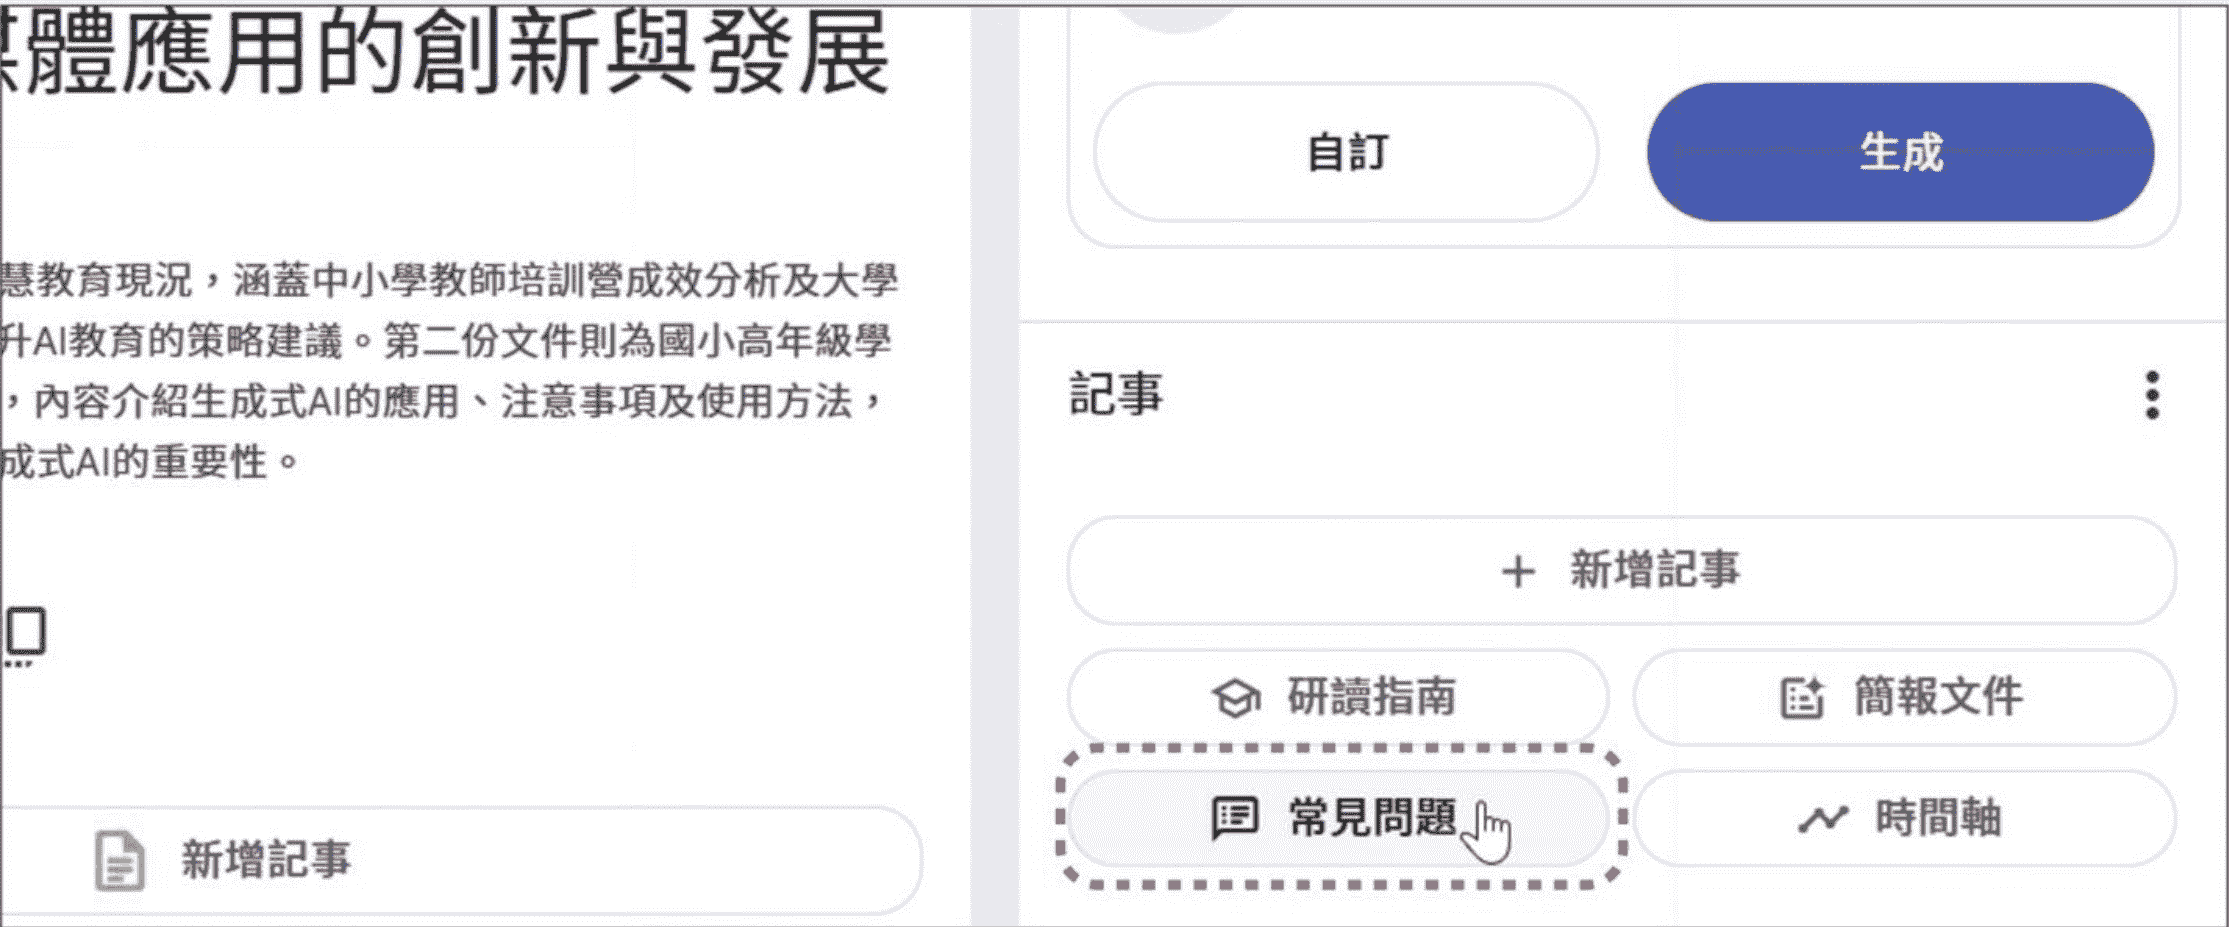 體應用的創新與發展
慧教育現況，涵蓋中小學教師培訓營成效分析及大學
升AI教育的策略建議。第二份文件則為國小高年級學
，內容介紹生成式AI的應用、注意事項及使用方法，
成式AI的重要性。
新增記事
自訂
生成
記事
+ 新增記事
研讀指南
簡報文件
常見問題
時間軸